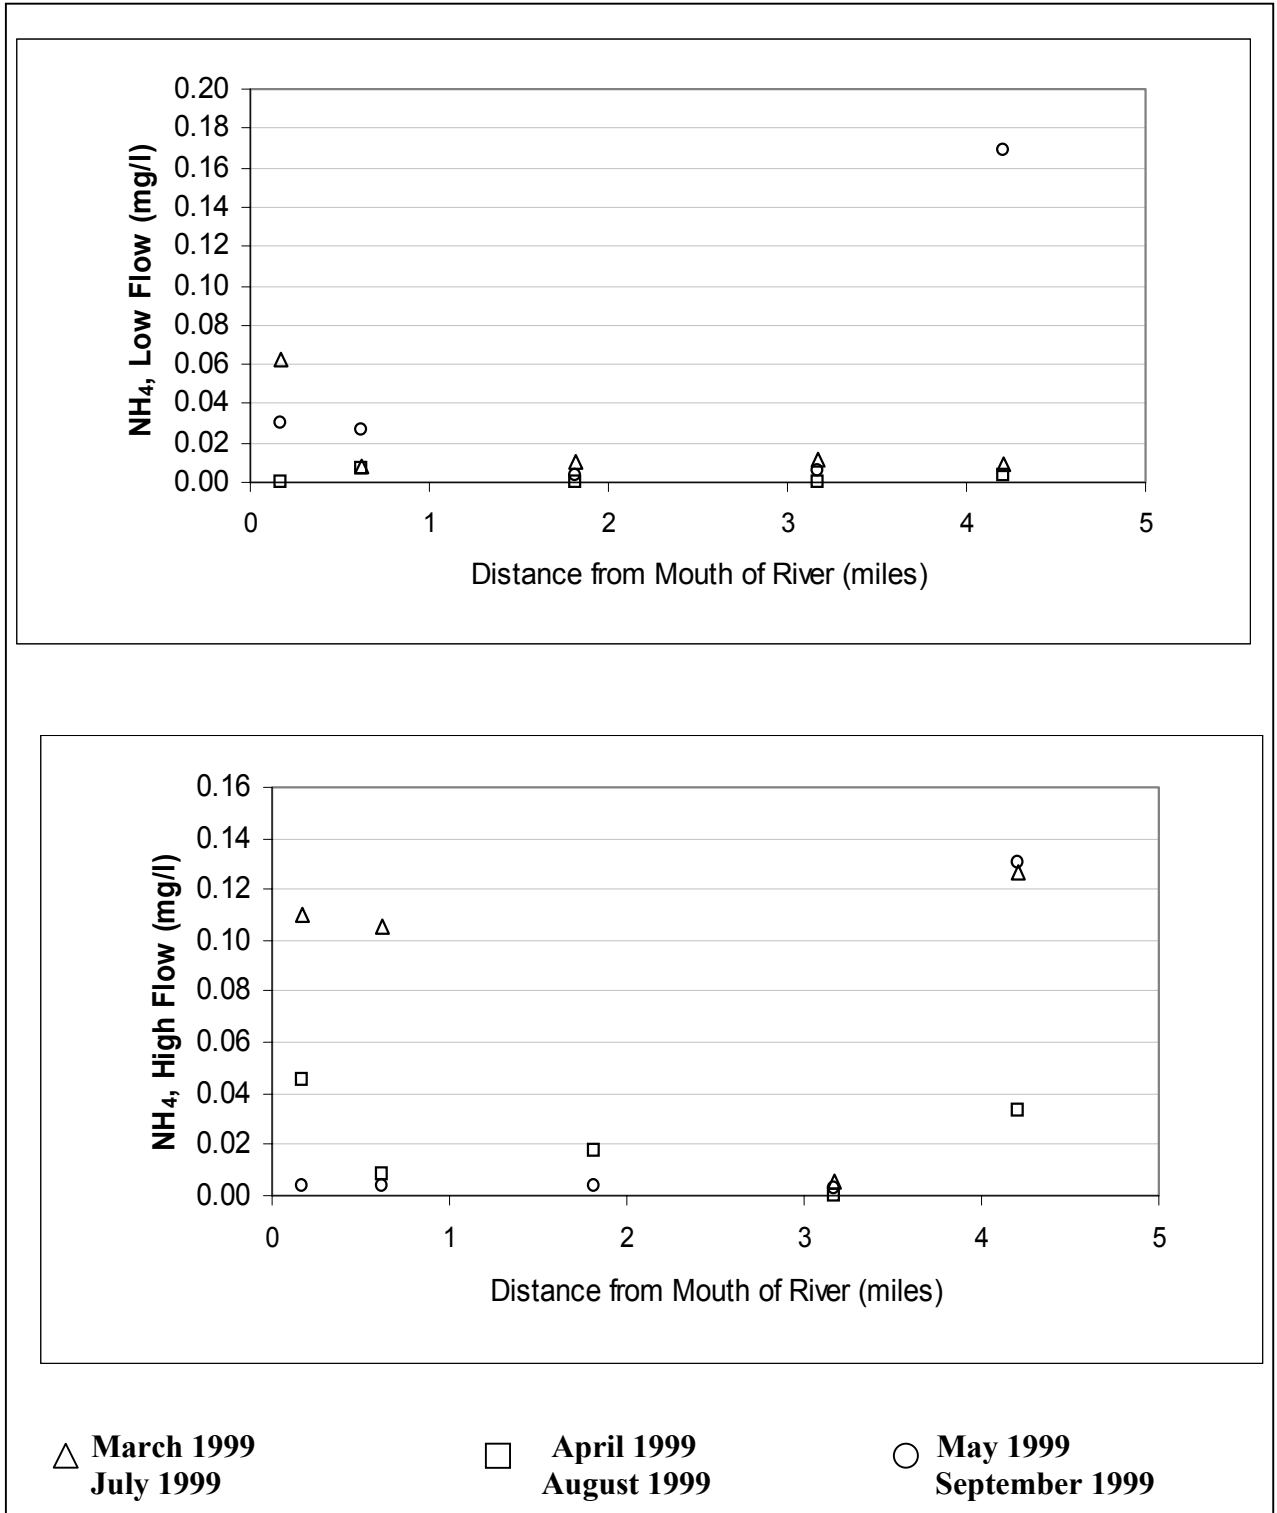 0.20
0.18
0.16
0.14
0.12
0.10
0.08
0.06
0.04
0.02
0.00
NH4, Low Flow (mg/l)
0 1 2 3 4 5
Distance from Mouth of River (miles)
0.16
0.14
0.12
0.10
0.08
0.06
0.04
0.02
0.00
NH4, High Flow (mg/l)
0 1 2 3 4 5
Distance from Mouth of River (miles)
March 1999
July 1999
April 1999
August 1999
May 1999
September 1999